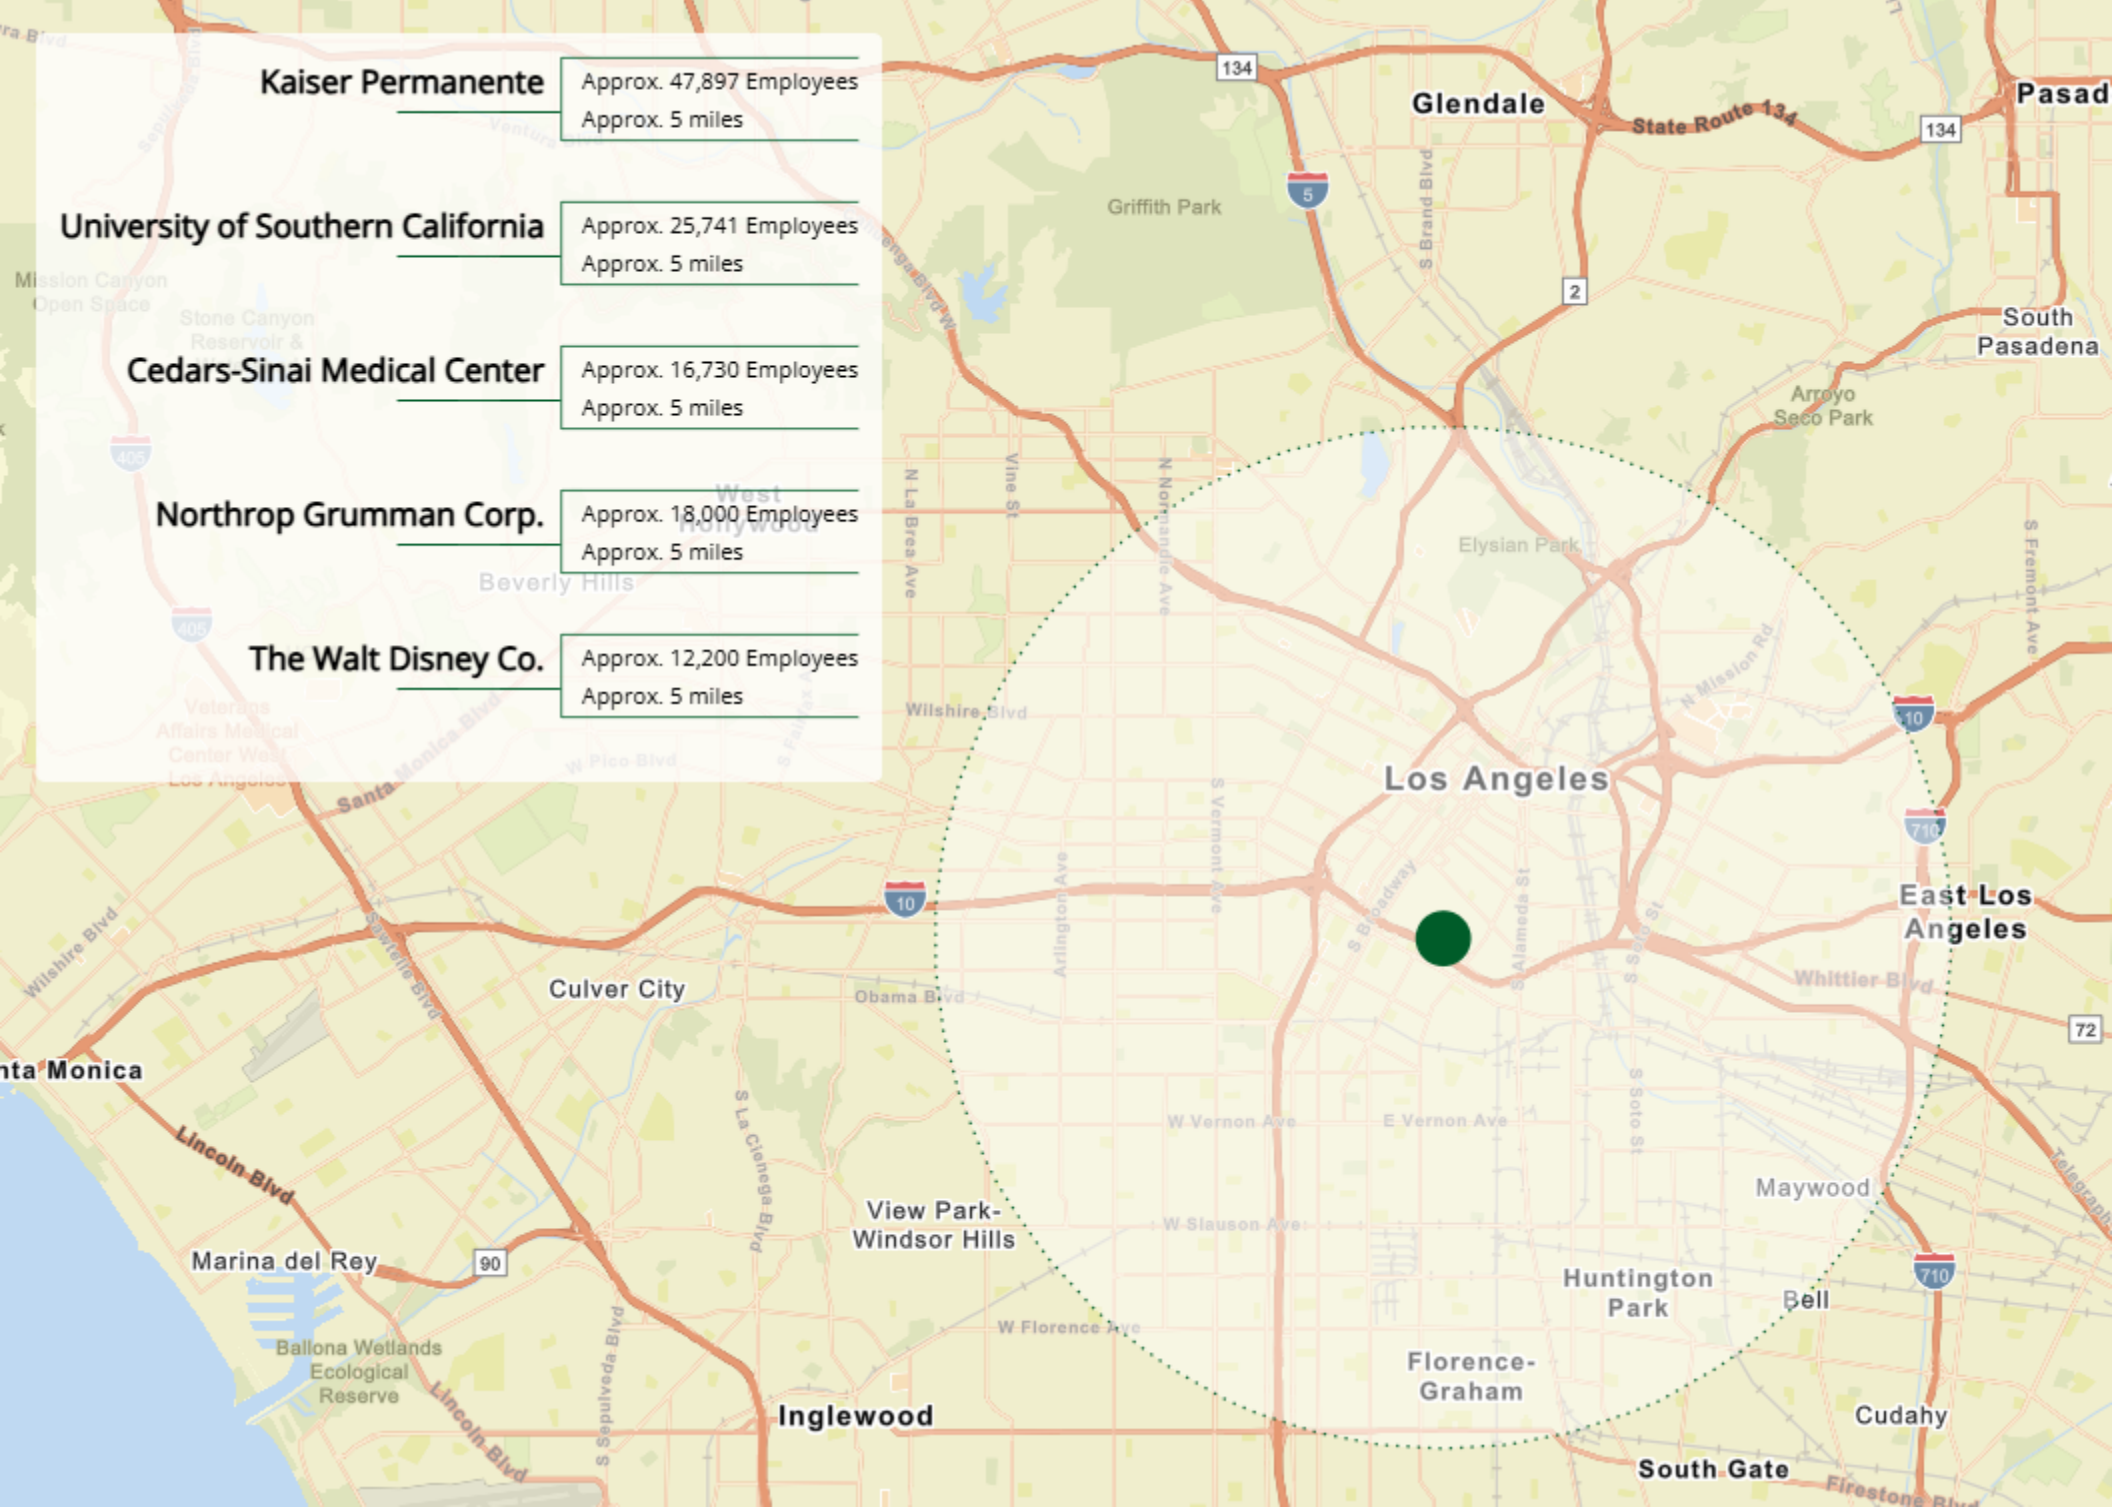 Kaiser Permanente
Approx. 47,897 Employees
Approx. 5 miles
University of Southern California
Approx. 25,741 Employees
Approx. 5 miles
Cedars-Sinai Medical Center
Approx. 16,730 Employees
Approx. 5 miles
Northrop Grumman Corp.
Approx. 18,000 Employees
Approx. 5 miles
The Walt Disney Co.
Approx. 12,200 Employees
Approx. 5 miles
Sepulveda Blvd
Ventura Blvd
Mission Canyon
Open Space
Stone Canyon
Reservoir &
405
West
Hollywood
Beverly Hills
405
Veterans
Affairs Medical
Center West
Los Angeles
Santa Monica Blvd
W Pico Blvd
134
Glendale
State Route 134
134
Griffith Park
5
S Brand Blvd
2
South
Pasadena
Arroyo
Seco Park
N La Brea Ave
Vine St
N Normandie Ave
Elysian Park
S Fremont Ave
N Mission Rd
Wilshire Blvd
10
Los Angeles
S Vermont Ave
710
Arlington Ave
S Broadway
S Alameda St
S Soto St
East Los
Angeles
10
Wilshire Blvd
Sawtelle Blvd
Culver City
Obama Blvd
Whittier Blvd
72
nta Monica
Lincoln Blvd
S La Cienega Blvd
W Vernon Ave
E Vernon Ave
S Soto St
Maywood
View Park-
Windsor Hills
W Slauson Ave
Marina del Rey
90
Huntington
Park
710
Bell
W Florence Ave
Ballona Wetlands
Ecological
Reserve
Lincoln Blvd
S Sepulveda Blvd
Florence-
Graham
Inglewood
Cudahy
South Gate